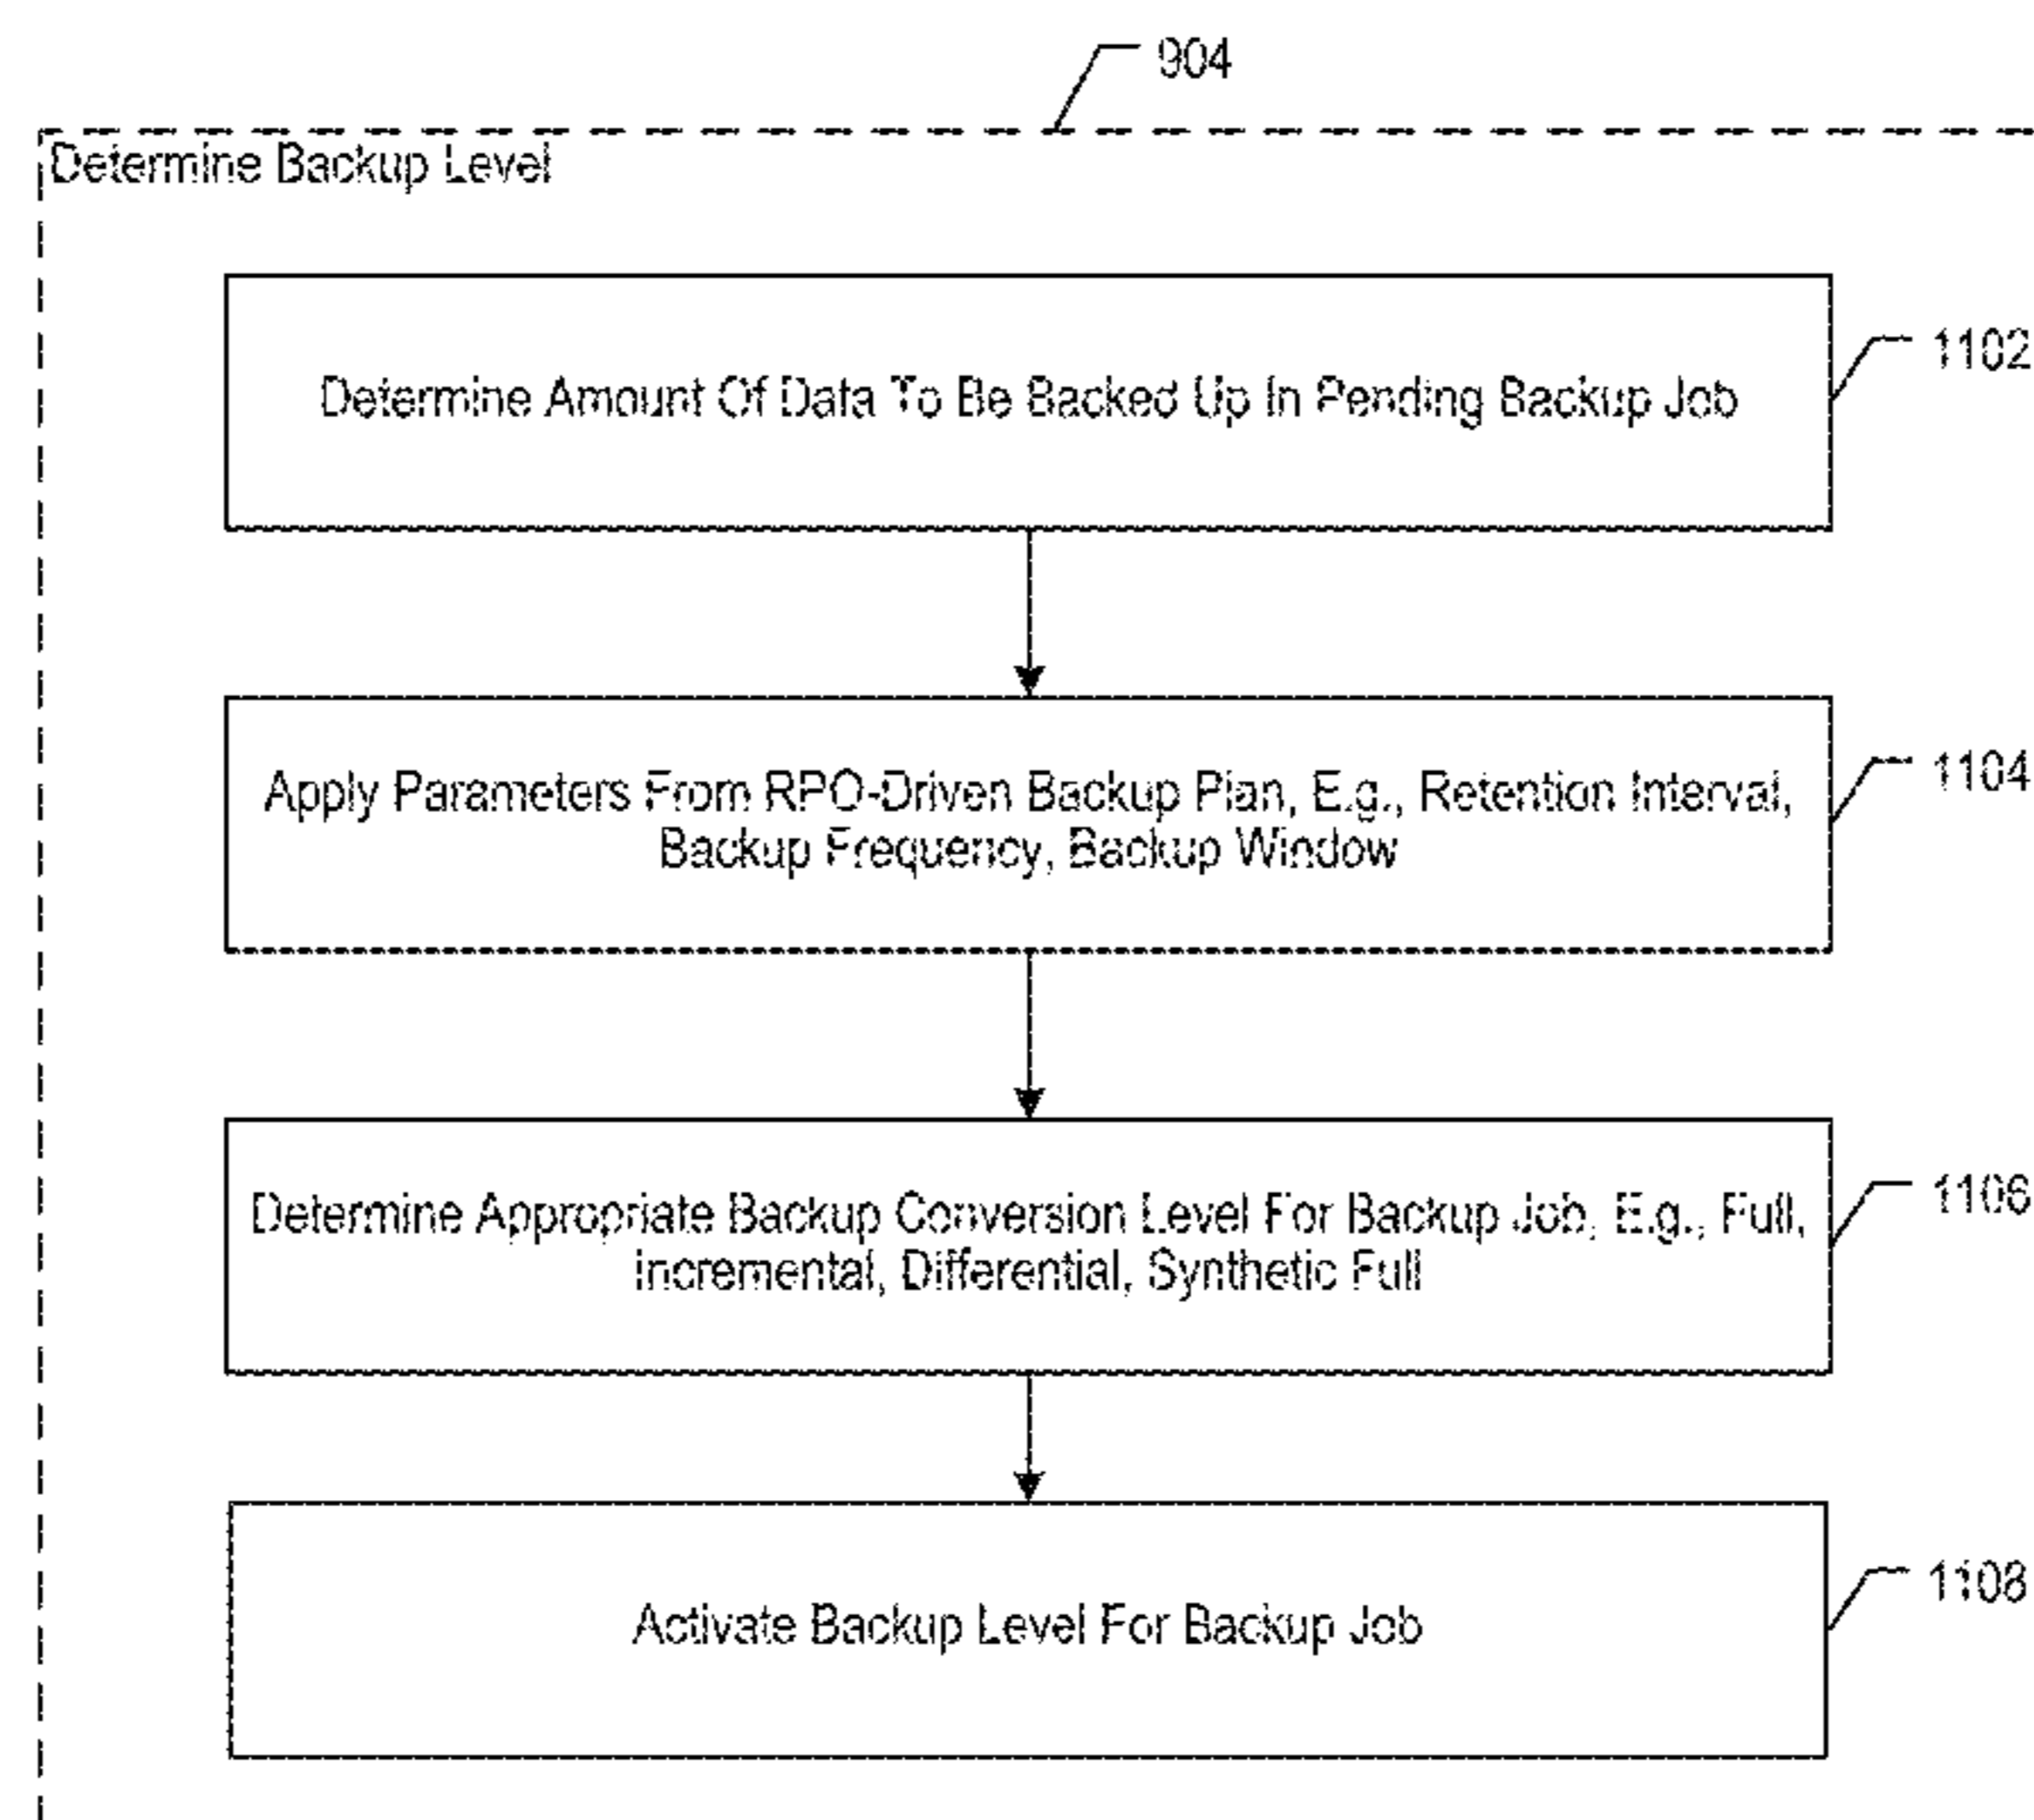 904
Determine Backup Level
Determine Amount Of Data To Be Backed Up In Pending Backup Job
1102
Apply Parameters From RPO-Driven Backup Plan, E.g., Retention Interval,
Backup Frequency, Backup Window
1104
Determine Appropriate Backup Conversion Level For Backup Job, E.g., Full,
Incremental, Differential, Synthetic Full
1106
Activate Backup Level For Backup Job
1108